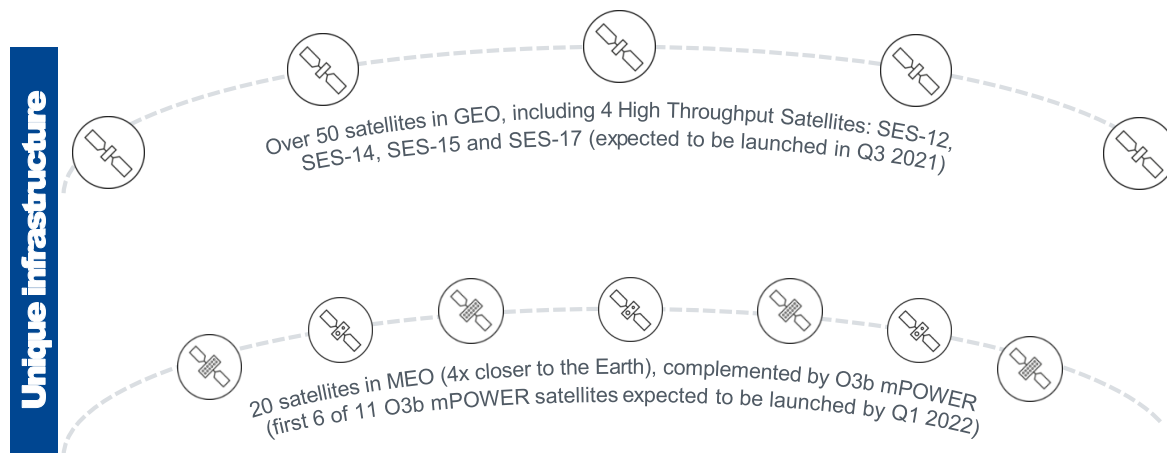 Unique infrastructure
Over 50 satellites in GEO, including 4 High Throughput Satellites: SES-12,
SES-14, SES-15 and SES-17 (expected to be launched in Q3 2021)
20 satellites in MEO (4x closer to the Earth), complemented by O3b mPOWER
(first 6 of 11 O3b mPOWER satellites expected to be launched by Q1 2022)